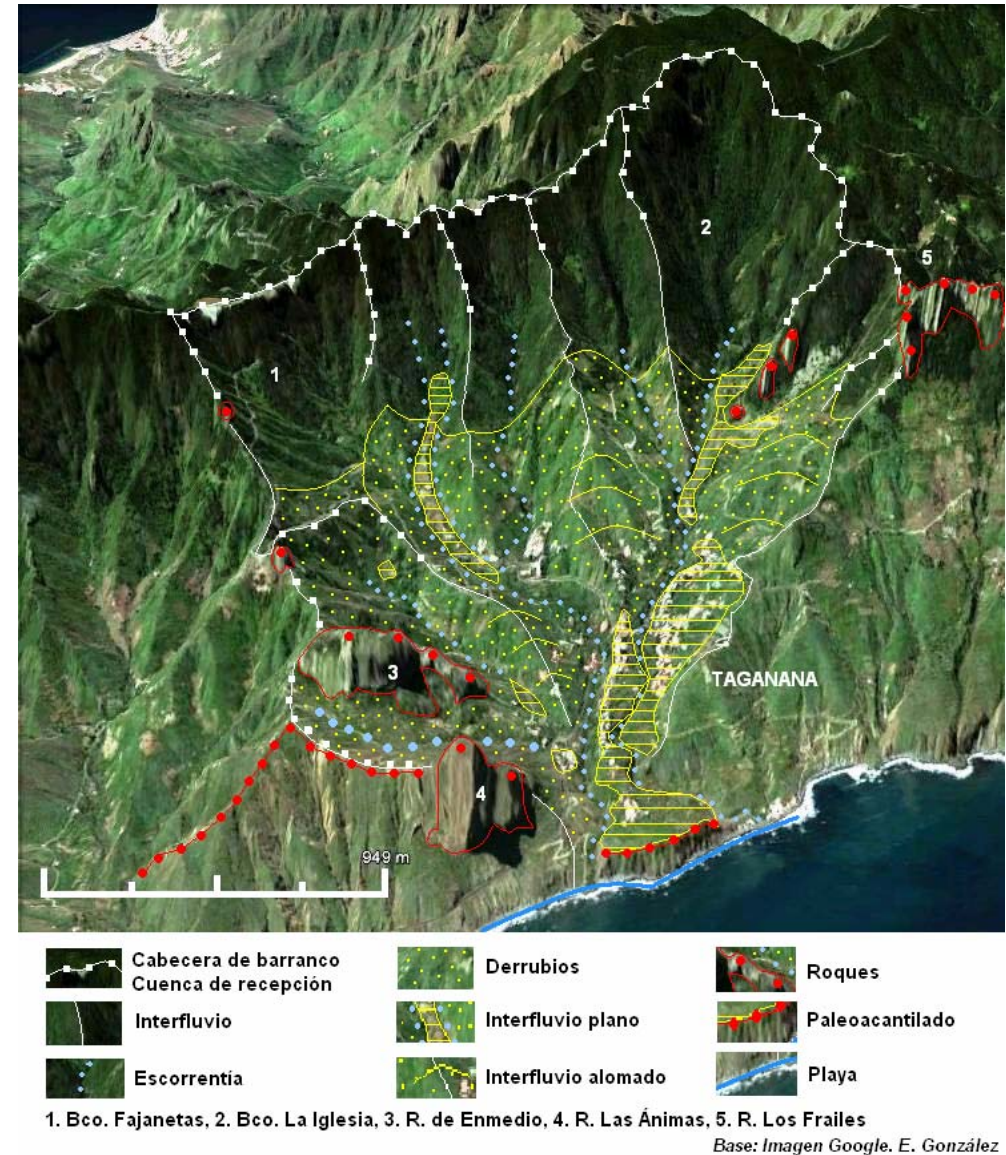 2
5
1
3
TAGANANA
4
949 m
Cabecera de barranco
Cuenca de recepción
Derrubios
Roques
Interfluvio
Interfluvio plano
Paleoacantilado
Escorrentía
Interfluvio alomado
Playa
1. Bco. Fajanetas, 2. Bco. La Iglesia, 3. R. de Enmedio, 4. R. Las Ánimas, 5. R. Los Frailes
Base: Imagen Google. E. González